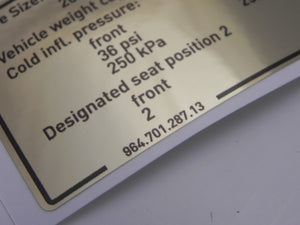 e Size:
Vehicle weight c
Cold infl. pressure:
front
36 psi
250 kPa
Designated seat position 2
front
2
964.701.287.13